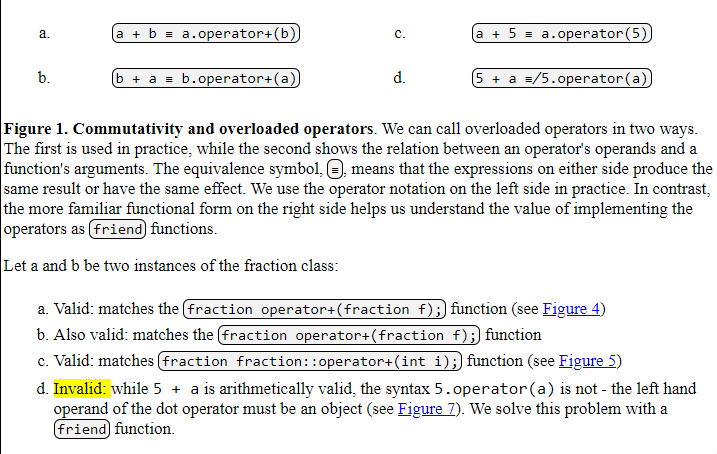 a. a + b ≡ a.operator+(b) c. a + 5 ≡ a.operator(5)
b. b + a ≡ b.operator+(a) d. 5 + a ≡/5.operator(a)
Figure 1. Commutativity and overloaded operators. We can call overloaded operators in two ways.
The first is used in practice, while the second shows the relation between an operator's operands and a
function's arguments. The equivalence symbol, ≡, means that the expressions on either side produce the
same result or have the same effect. We use the operator notation on the left side in practice. In contrast,
the more familiar functional form on the right side helps us understand the value of implementing the
operators as friend functions.
Let a and b be two instances of the fraction class:
a. Valid: matches the fraction operator+(fraction f); function (see Figure 4)
b. Also valid: matches the fraction operator+(fraction f); function
c. Valid: matches fraction fraction::operator+(int i); function (see Figure 5)
d. Invalid: while 5 + a is arithmetically valid, the syntax 5.operator(a) is not - the left hand
operand of the dot operator must be an object (see Figure 7). We solve this problem with a
friend function.